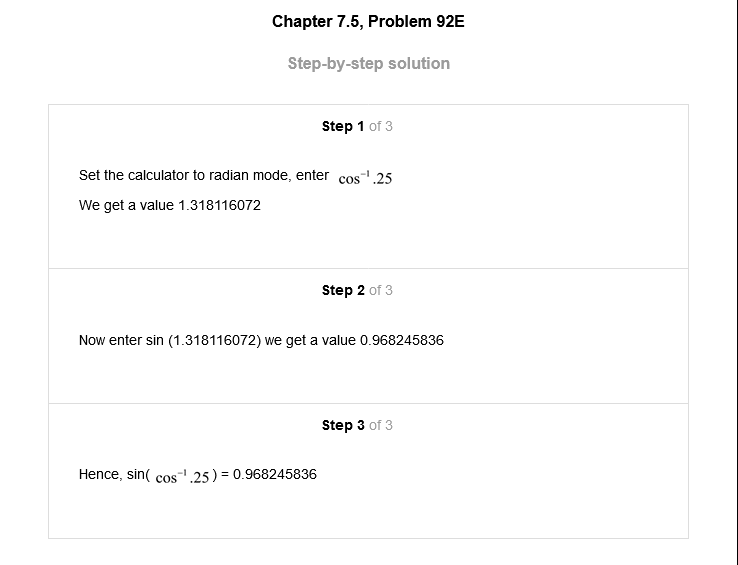 Chapter 7.5, Problem 92E
Step-by-step solution
Step 1 of 3
Set the calculator to radian mode, enter cos⁻¹.25
We get a value 1.318116072
Step 2 of 3
Now enter sin (1.318116072) we get a value 0.968245836
Step 3 of 3
Hence, sin( cos⁻¹.25 ) = 0.968245836